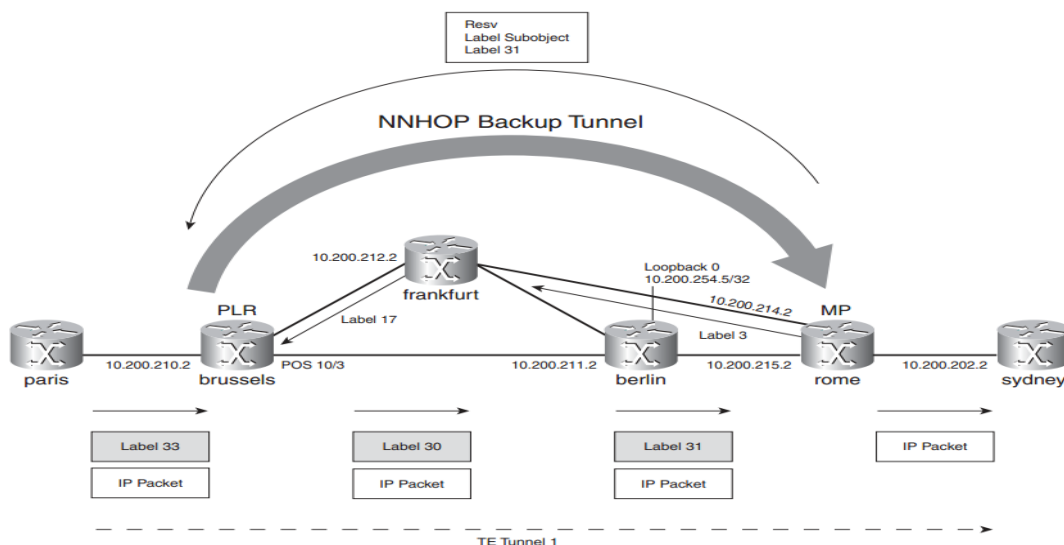 Resv
Label Subobject
Label 31
NNHOP Backup Tunnel
10.200.212.2
frankfurt
Loopback 0
10.200.254.5/32
10.200.214.2
PLR
Label 17
Label 3
MP
paris
10.200.210.2
brussels
POS 10/3
10.200.211.2
berlin
10.200.215.2
rome
10.200.202.2
sydney
Label 33
IP Packet
Label 30
IP Packet
Label 31
IP Packet
IP Packet
TE Tunnel 1